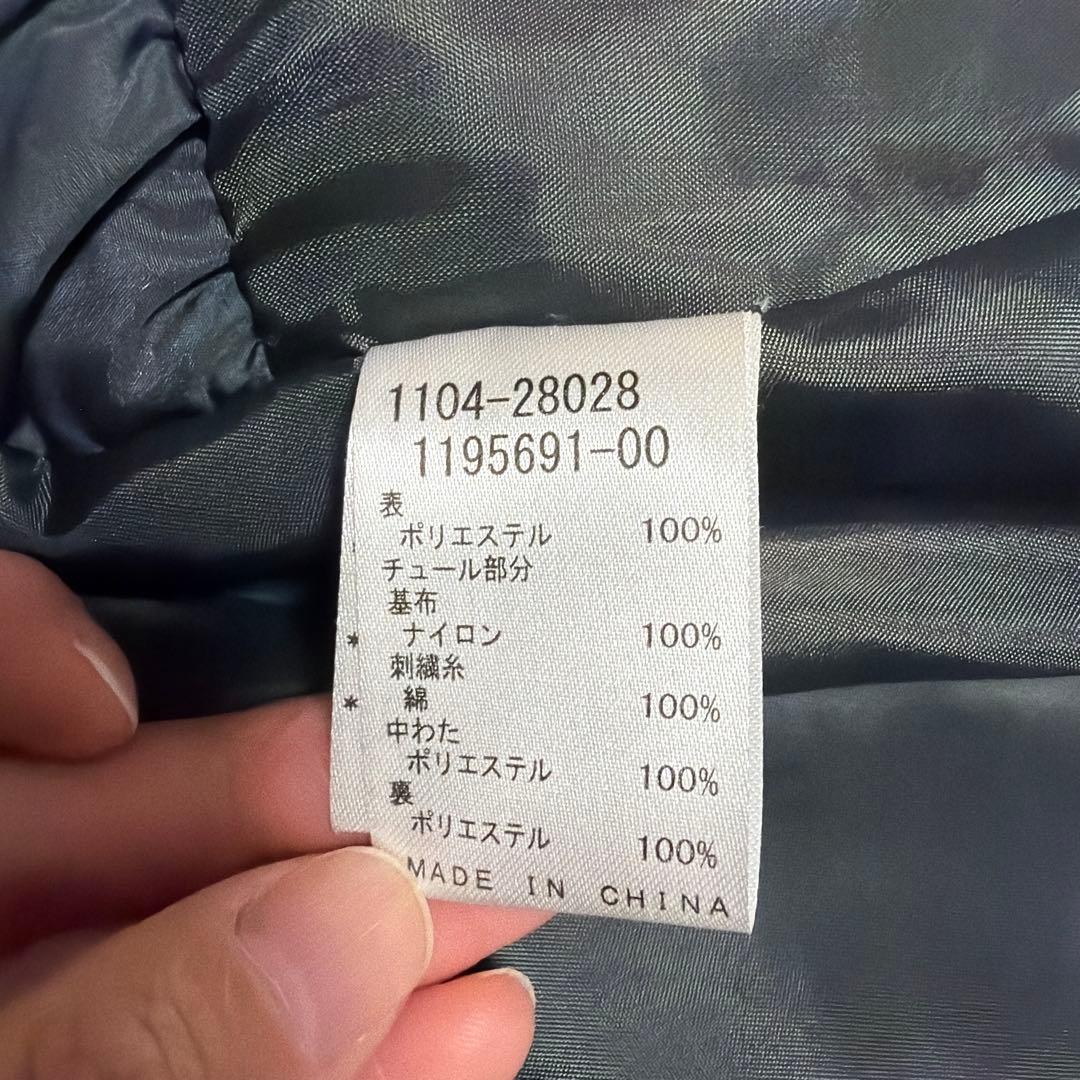 1104-28028
1195691-00
表
ポリエステル 100%
チュール部分
基布
* ナイロン 100%
刺繍糸
* 綿 100%
中わた
ポリエステル 100%
裏
ポリエステル 100%
MADE IN CHINA